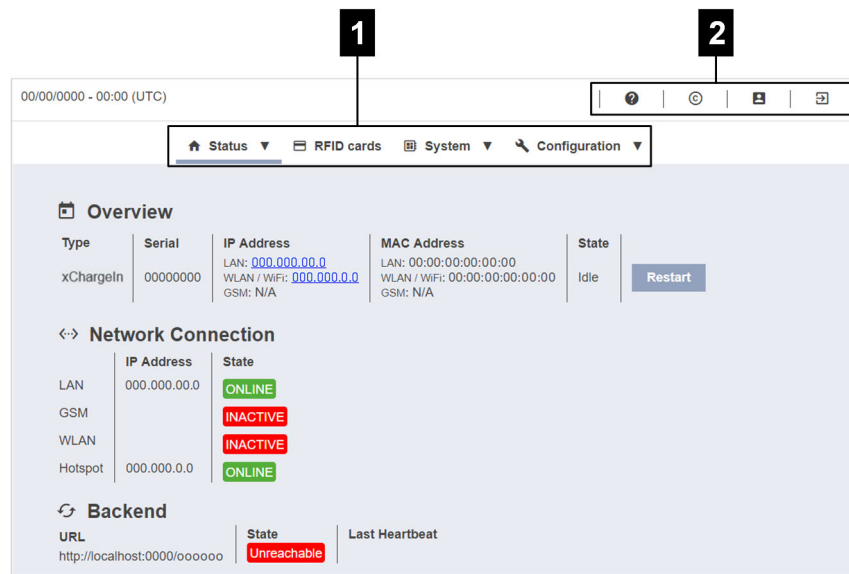 1 2
00/00/0000 - 00:00 (UTC)
Status ▼ RFID cards System ▼ Configuration ▼
Overview
Type Serial IP Address MAC Address State
LAN: 000.000.00.0 LAN: 00:00:00:00:00:00
xChargeIn 00000000 WLAN / WiFi: 000.000.0.0 WLAN / WiFi: 00:00:00:00:00:00 Idle Restart
GSM: N/A GSM: N/A
Network Connection
IP Address State
LAN 000.000.00.0 ONLINE
GSM INACTIVE
WLAN INACTIVE
Hotspot 000.000.0.0 ONLINE
Backend
URL State Last Heartbeat
http://localhost:0000/oooooo Unreachable